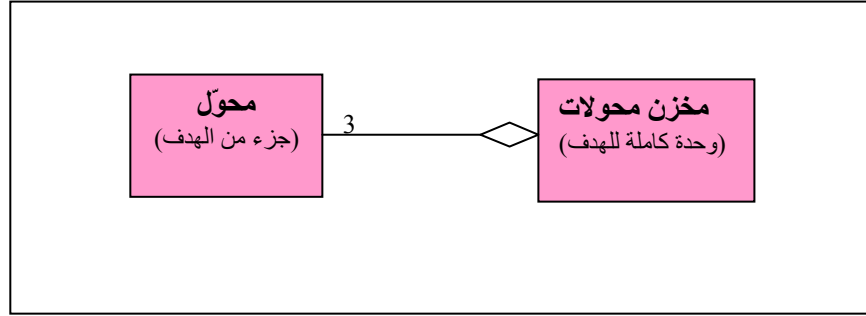 مخزن محولات
(وحدة كاملة للهدف)
3
محوّل
(جزء من الهدف)